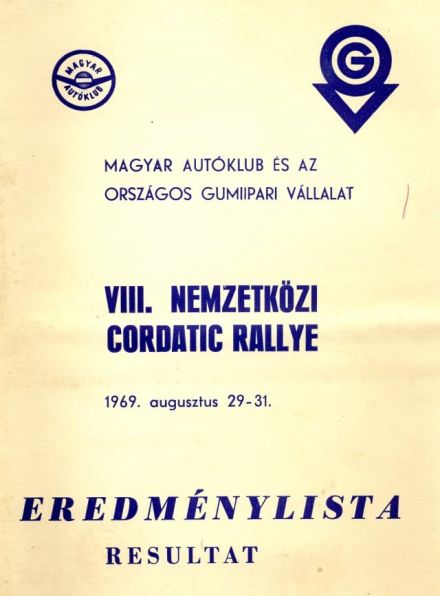 MAGYAR
AUTÓKLUB
G
MAGYAR AUTÓKLUB ÉS AZ
ORSZÁGOS GUMIIPARI VÁLLALAT
VIII. NEMZETKÖZI
CORDATIC RALLYE
1969. augusztus 29-31.
EREDMÉNYLISTA
RESULTAT